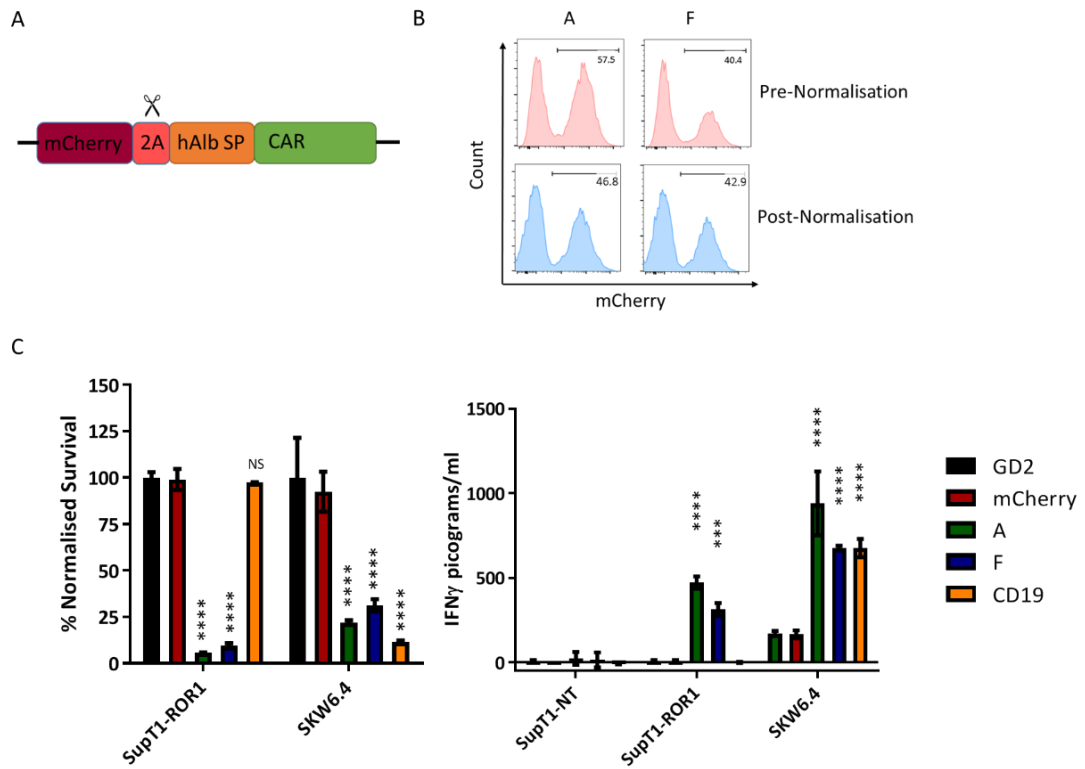 A
mCherry 2A hAlb SP CAR
B
A F
57.5 40.4
Pre-Normalisation
46.8 42.9
Post-Normalisation
Count
mCherry
C
% Normalised Survival
150
125
100
75
50
25
0
NS
**** **** **** **** ****
SupT1-ROR1 SKW6.4
IFNγ picograms/ml
1500
1000
500
0
**** *** **** **** ****
SupT1-NT SupT1-ROR1 SKW6.4
GD2
mCherry
A
F
CD19